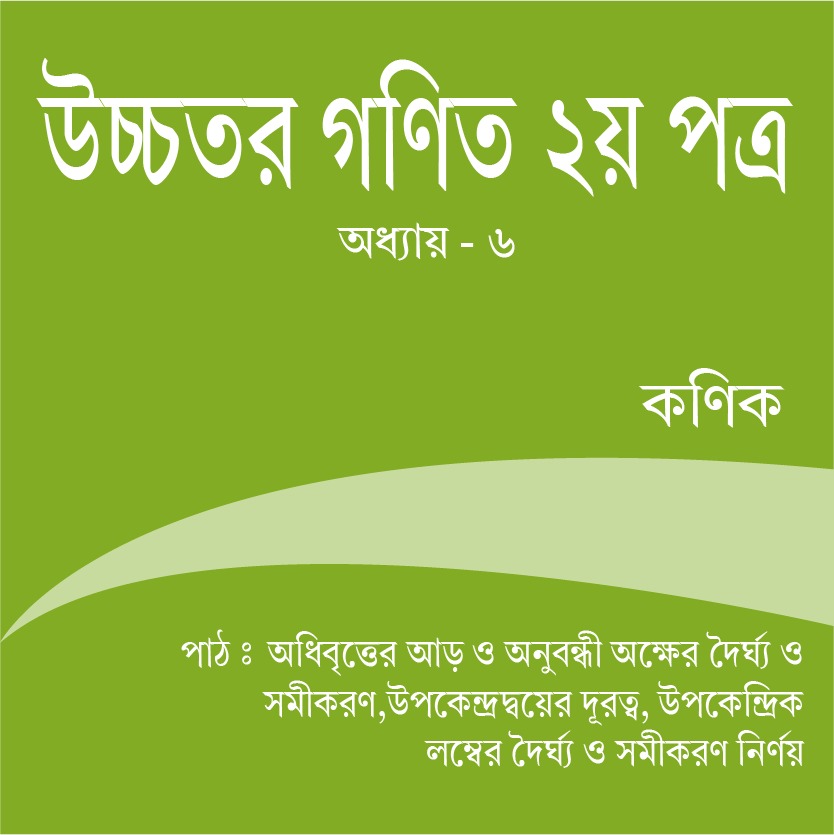 উচ্চতর গণিত ২য় পত্র
অধ্যায় - ৬
কণিক
পাঠ ঃ অধিবৃত্তের আড় ও অনুবন্ধী অক্ষের দৈর্ঘ্য ও
সমীকরণ,উপকেন্দ্রদ্বয়ের দূরত্ব, উপকেন্দ্রিক
লম্বের দৈর্ঘ্য ও সমীকরণ নির্ণয়